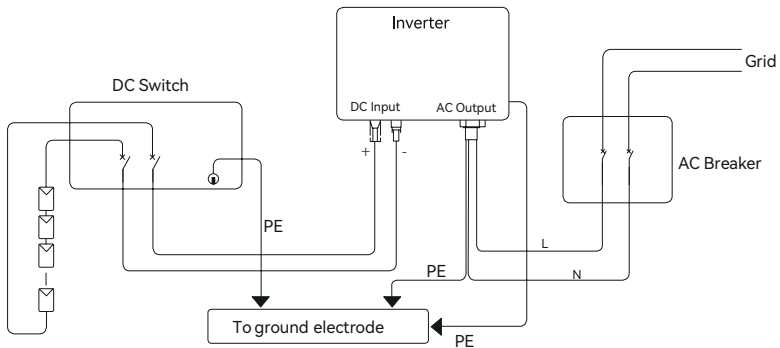 Inverter
Grid
DC Switch
DC Input
AC Output
+
-
AC Breaker
PE
L
PE
N
To ground electrode
PE